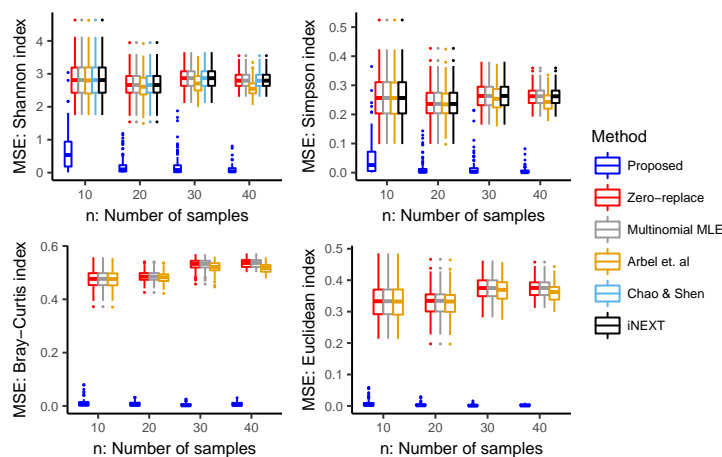 MSE: Shannon index
4
3
2
1
0
10
20
30
40
n: Number of samples
MSE: Simpson index
0.5
0.4
0.3
0.2
0.1
0.0
10
20
30
40
n: Number of samples
MSE: Bray−Curtis index
0.6
0.4
0.2
0.0
10
20
30
40
n: Number of samples
MSE: Euclidean index
0.5
0.4
0.3
0.2
0.1
0.0
10
20
30
40
n: Number of samples
Method
Proposed
Zero−replace
Multinomial MLE
Arbel et. al
Chao & Shen
iNEXT